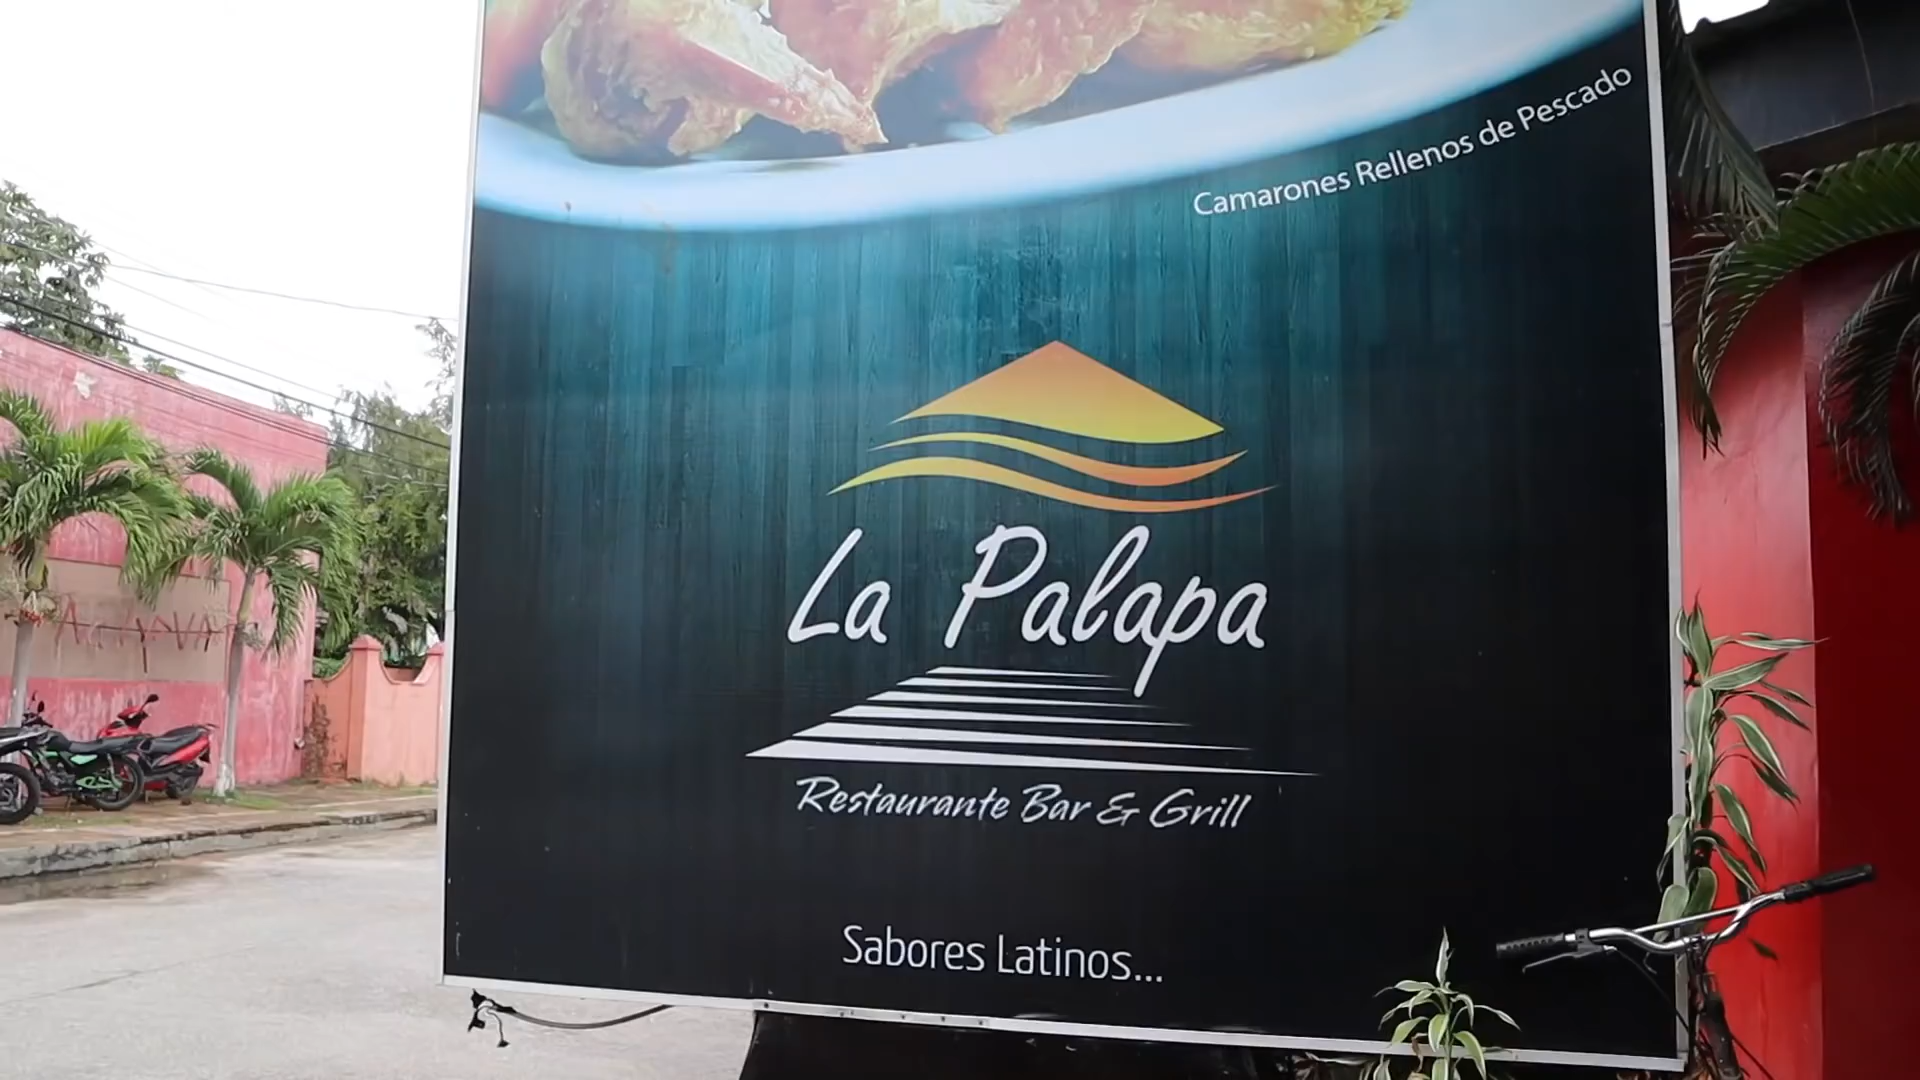 Camarones Rellenos de Pescado
La Palapa
Restaurante Bar & Grill
Sabores Latinos...